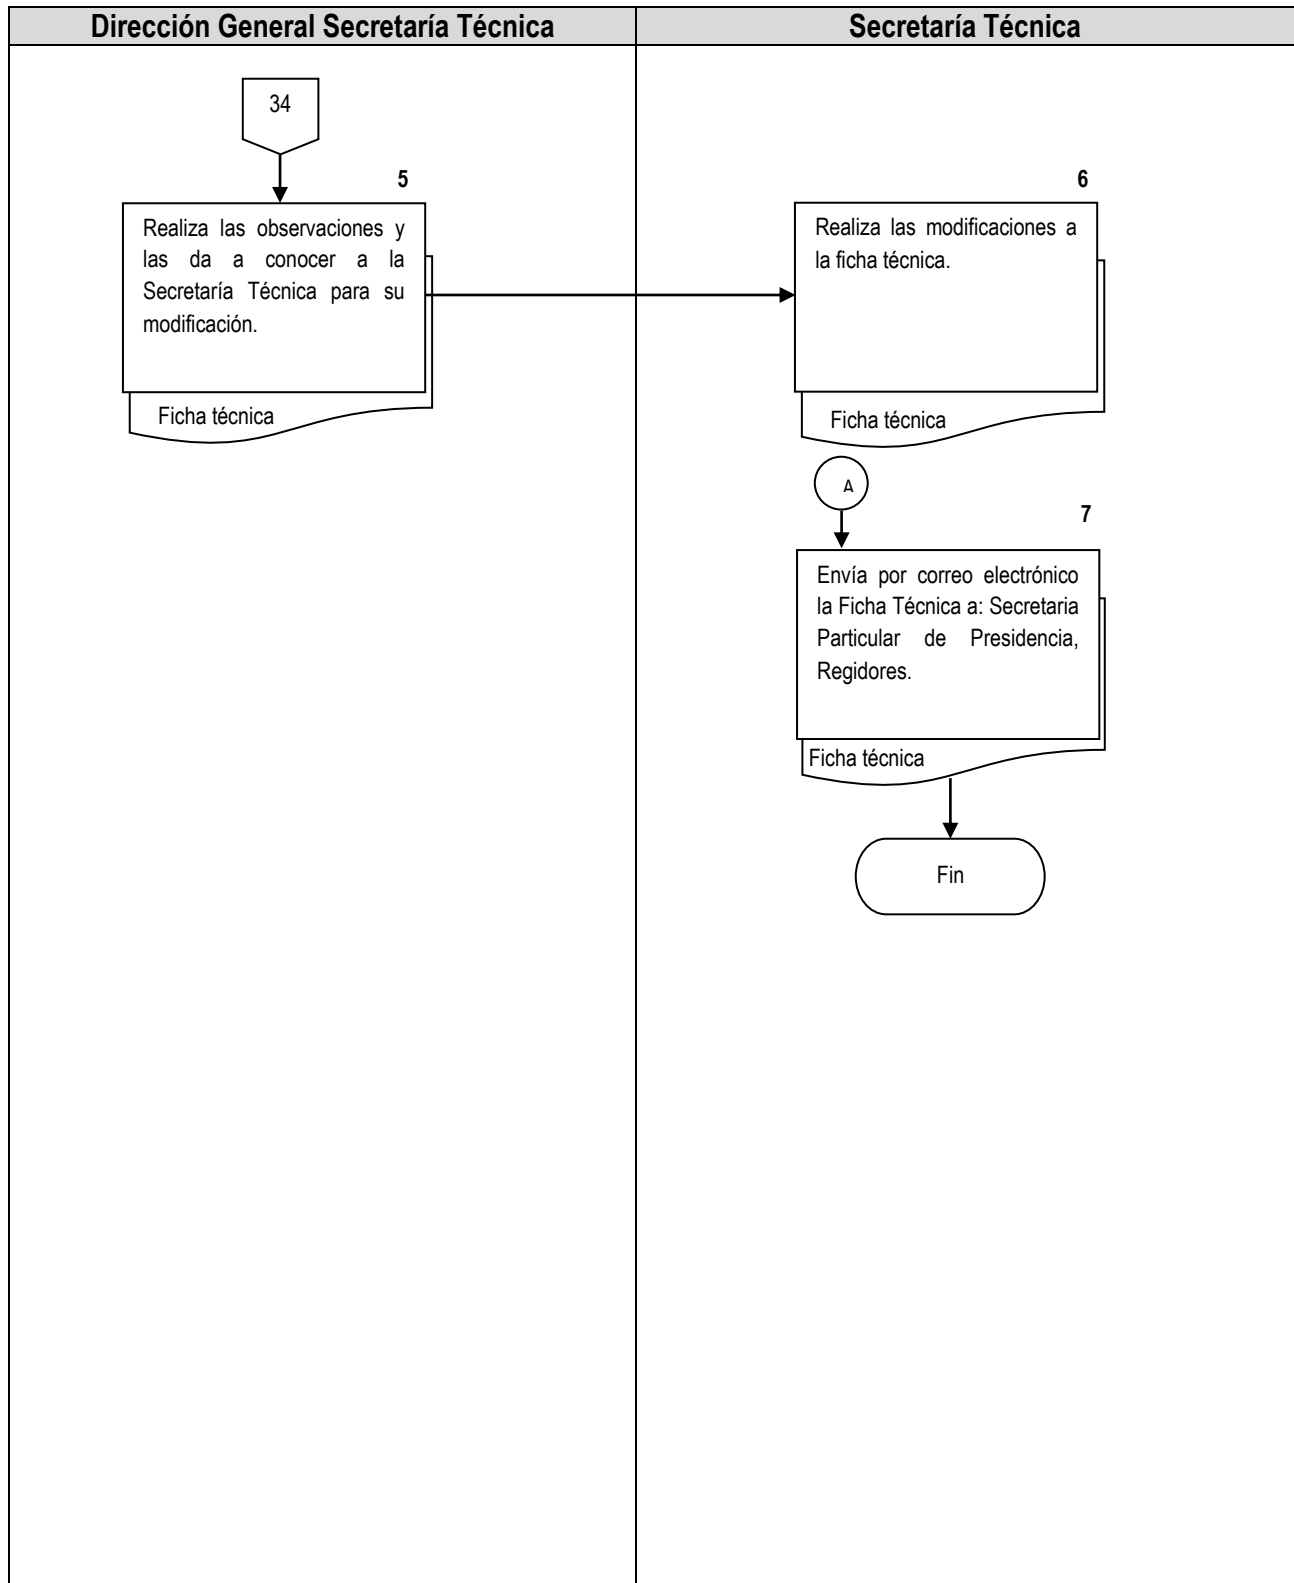 Dirección General Secretaría Técnica
Secretaría Técnica
34
5
Realiza las observaciones y
las da a conocer a la
Secretaría Técnica para su
modificación.
Ficha técnica
6
Realiza las modificaciones a
la ficha técnica.
Ficha técnica
A
7
Envía por correo electrónico
la Ficha Técnica a: Secretaria
Particular de Presidencia,
Regidores.
Ficha técnica
Fin